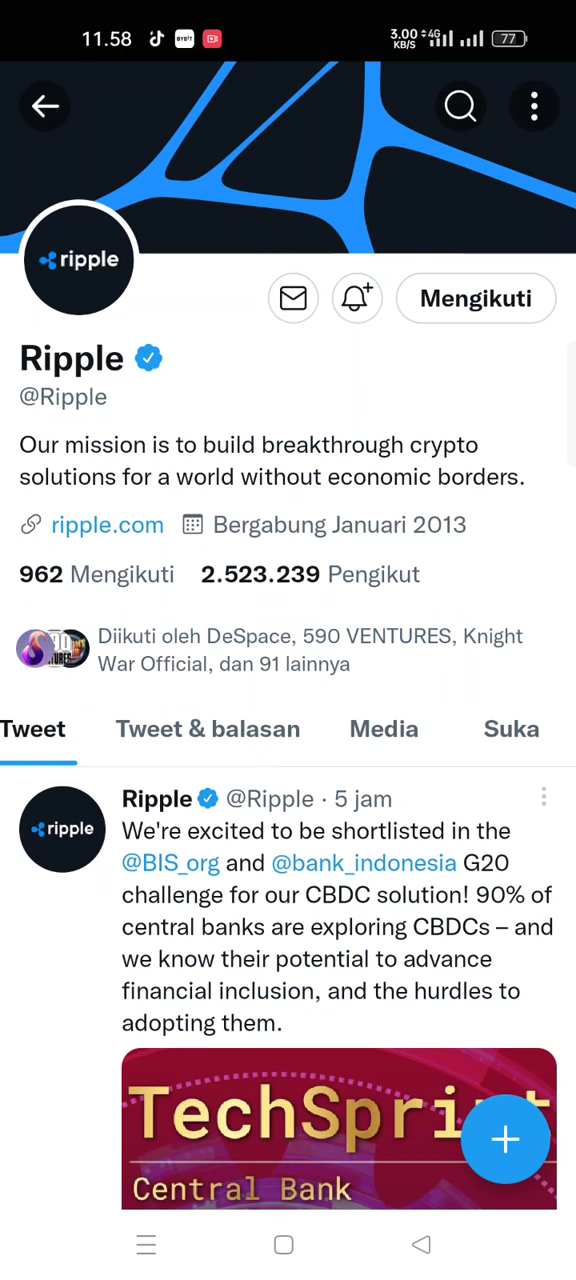 11.58
BYBIT
3.00 KB/S
4G
77
ripple
Mengikuti
Ripple
@Ripple
Our mission is to build breakthrough crypto
solutions for a world without economic borders.
ripple.com Bergabung Januari 2013
962 Mengikuti 2.523.239 Pengikut
Diikuti oleh DeSpace, 590 VENTURES, Knight
War Official, dan 91 lainnya
Tweet Tweet & balasan Media Suka
ripple
Ripple @Ripple · 5 jam
We're excited to be shortlisted in the
@BIS_org and @bank_indonesia G20
challenge for our CBDC solution! 90% of
central banks are exploring CBDCs – and
we know their potential to advance
financial inclusion, and the hurdles to
adopting them.
TechSpri
Central Bank